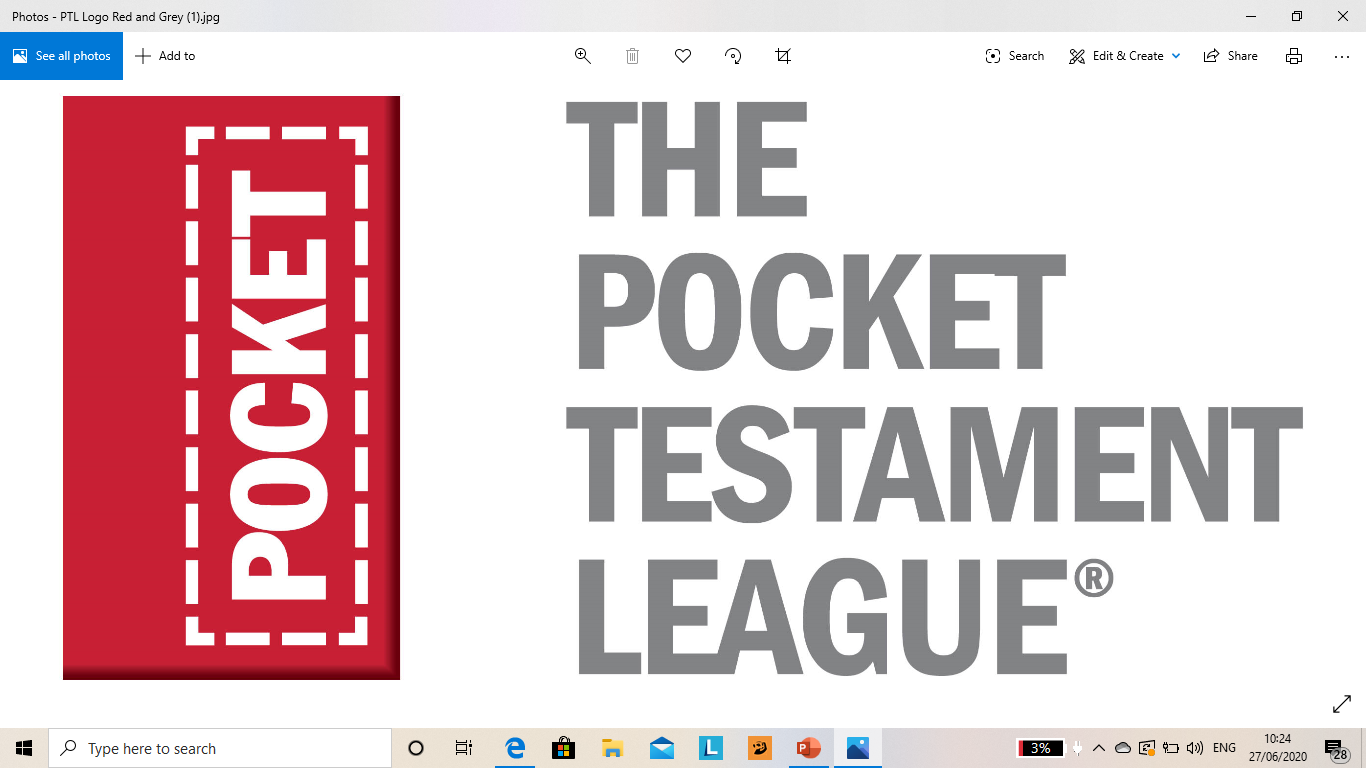 Photos - PTL Logo Red and Grey (1).jpg
See all photos
Add to
Search
Edit & Create
Share
POCKET
THE
POCKET
TESTAMENT
LEAGUE®
Type here to search
L
3%
ENG
10:24
27/06/2020
28